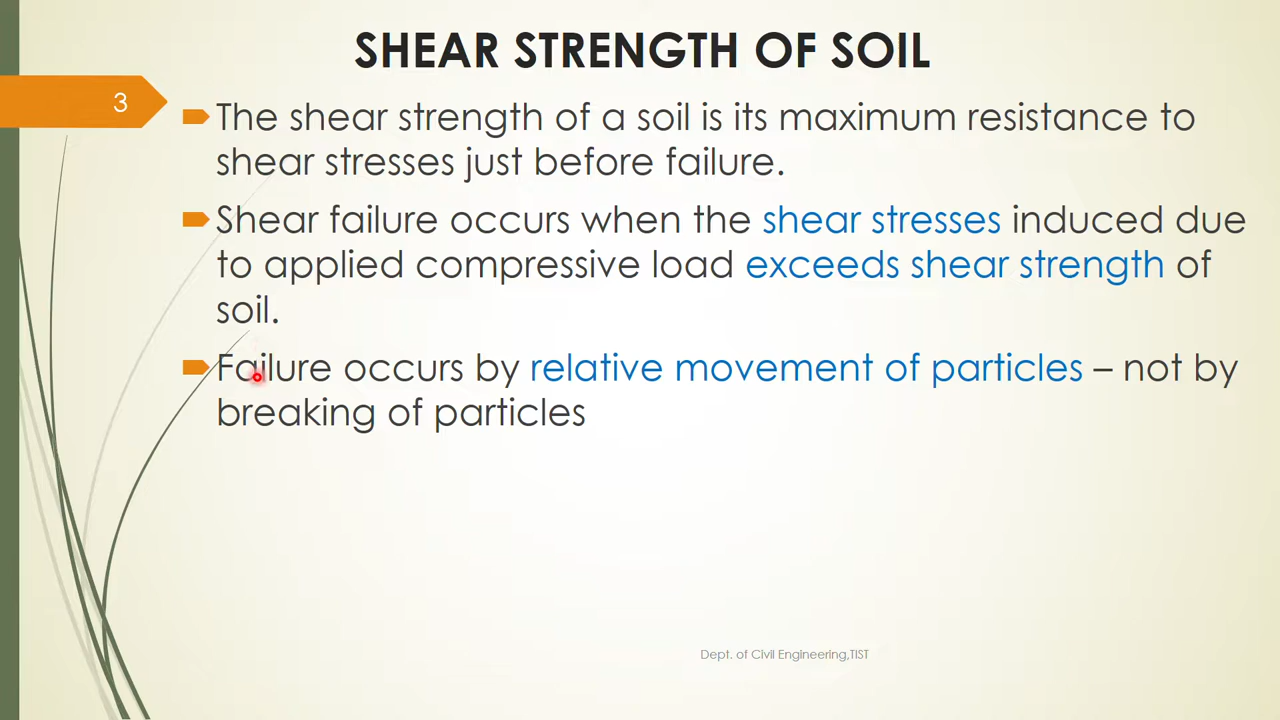 SHEAR STRENGTH OF SOIL
3
The shear strength of a soil is its maximum resistance to
shear stresses just before failure.
Shear failure occurs when the shear stresses induced due
to applied compressive load exceeds shear strength of
soil.
Failure occurs by relative movement of particles – not by
breaking of particles
Dept. of Civil Engineering,TIST